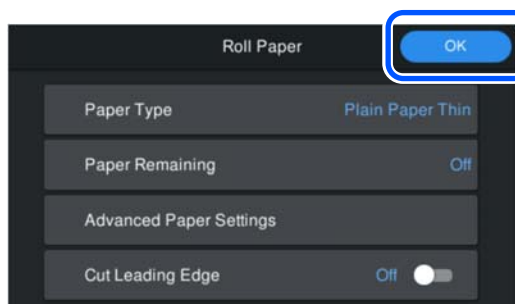 Roll Paper
OK
Paper Type
Plain Paper Thin
Paper Remaining
Off
Advanced Paper Settings
Cut Leading Edge
Off